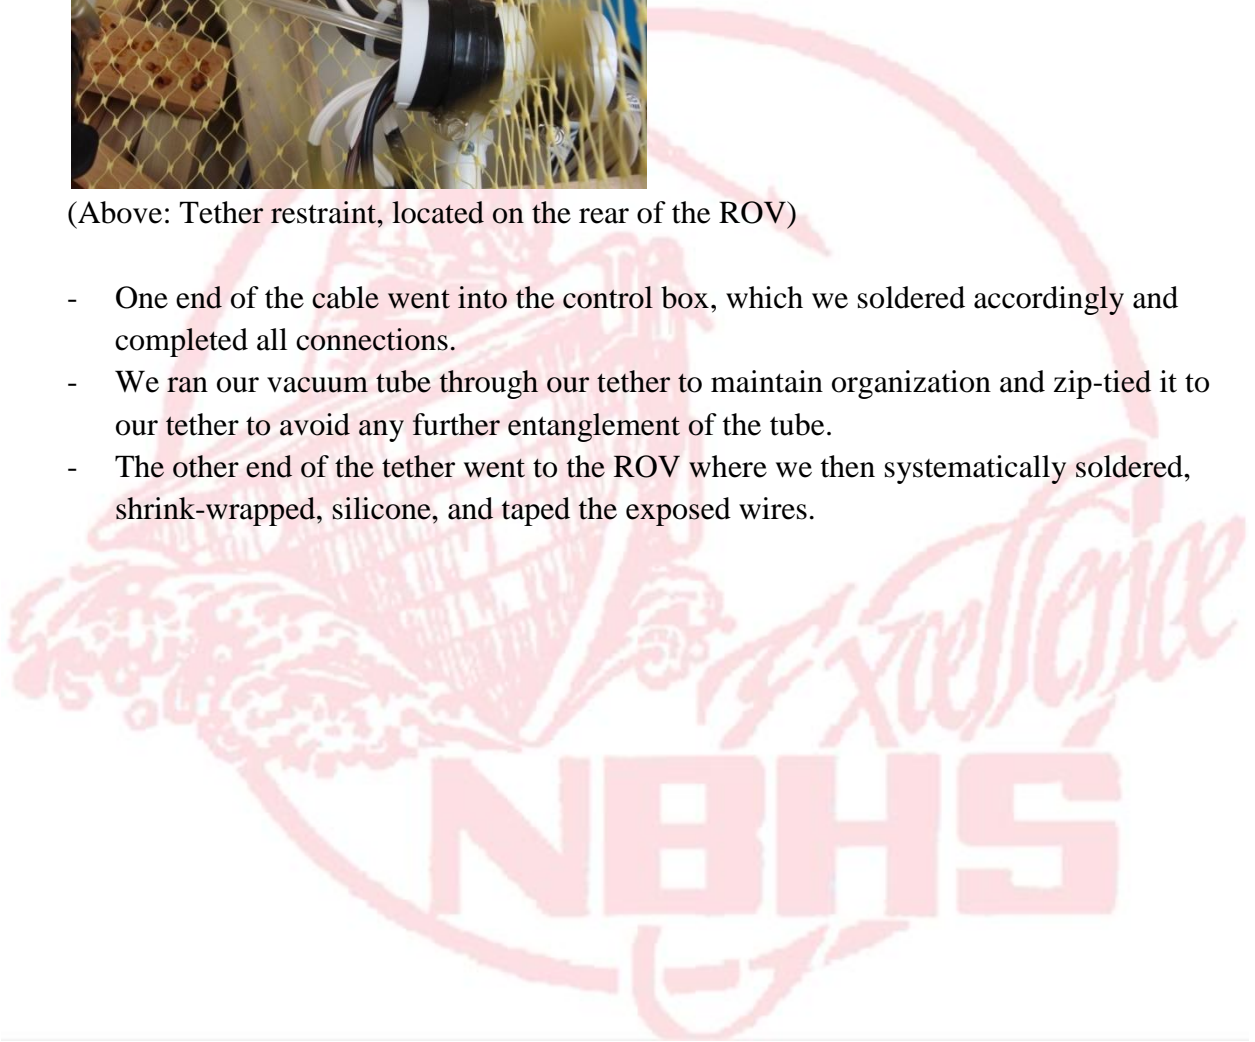 (Above: Tether restraint, located on the rear of the ROV)
- One end of the cable went into the control box, which we soldered accordingly and
completed all connections.
- We ran our vacuum tube through our tether to maintain organization and zip-tied it to
our tether to avoid any further entanglement of the tube.
- The other end of the tether went to the ROV where we then systematically soldered,
shrink-wrapped, silicone, and taped the exposed wires.
Excellence
NBHS